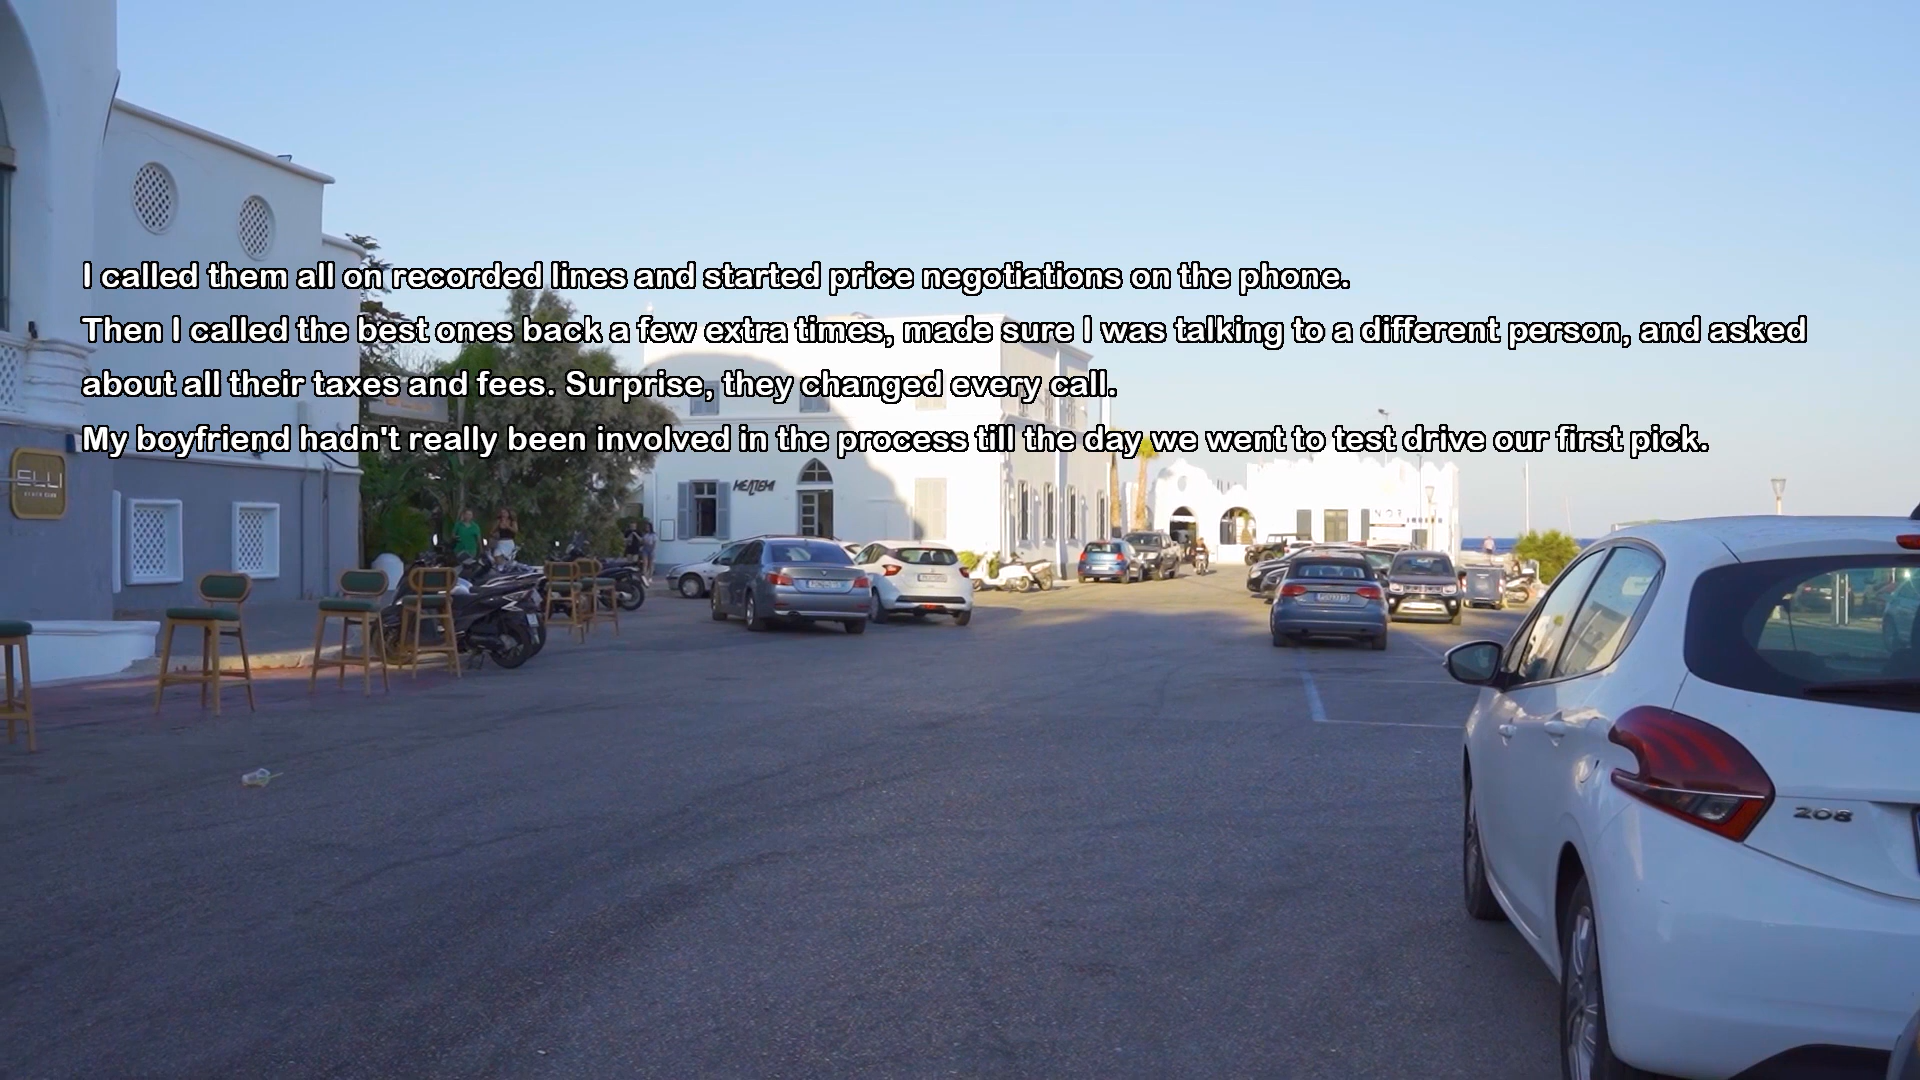 I called them all on recorded lines and started price negotiations on the phone.
Then I called the best ones back a few extra times, made sure I was talking to a different person, and asked
about all their taxes and fees. Surprise, they changed every call.
My boyfriend hadn't really been involved in the process till the day we went to test drive our first pick.
ELLI
ΜΕΛΤΕΜΙ
208